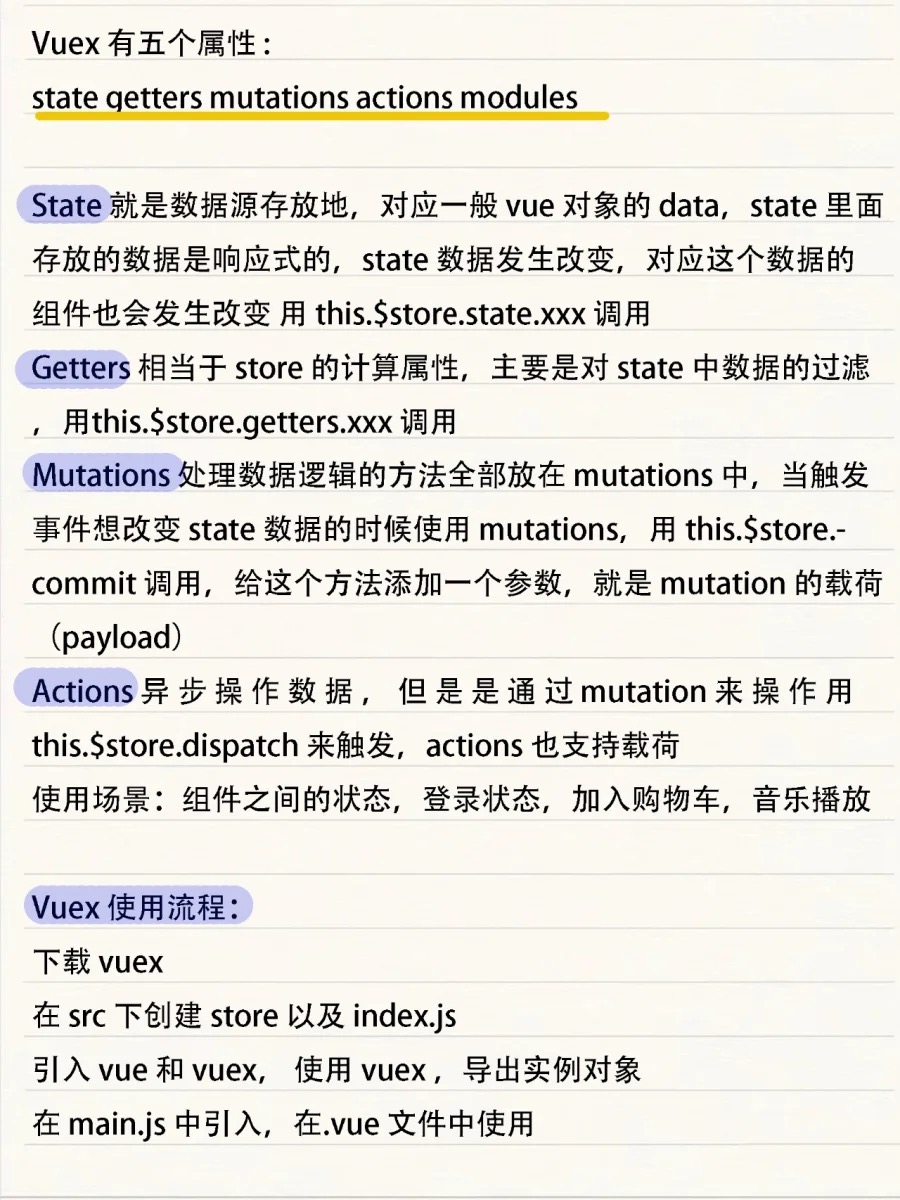 Vuex 有五个属性：
state getters mutations actions modules
State 就是数据源存放地，对应一般 vue 对象的 data，state 里面
存放的数据是响应式的，state 数据发生改变，对应这个数据的
组件也会发生改变 用 this.$store.state.xxx 调用
Getters 相当于 store 的计算属性，主要是对 state 中数据的过滤
，用this.$store.getters.xxx 调用
Mutations 处理数据逻辑的方法全部放在 mutations 中，当触发
事件想改变 state 数据的时候使用 mutations，用 this.$store.-
commit 调用，给这个方法添加一个参数，就是 mutation 的载荷
（payload）
Actions 异步操作数据，但是是通过 mutation 来操作用
this.$store.dispatch 来触发，actions 也支持载荷
使用场景：组件之间的状态，登录状态，加入购物车，音乐播放
Vuex 使用流程：
下载 vuex
在 src 下创建 store 以及 index.js
引入 vue 和 vuex， 使用 vuex ，导出实例对象
在 main.js 中引入，在.vue 文件中使用